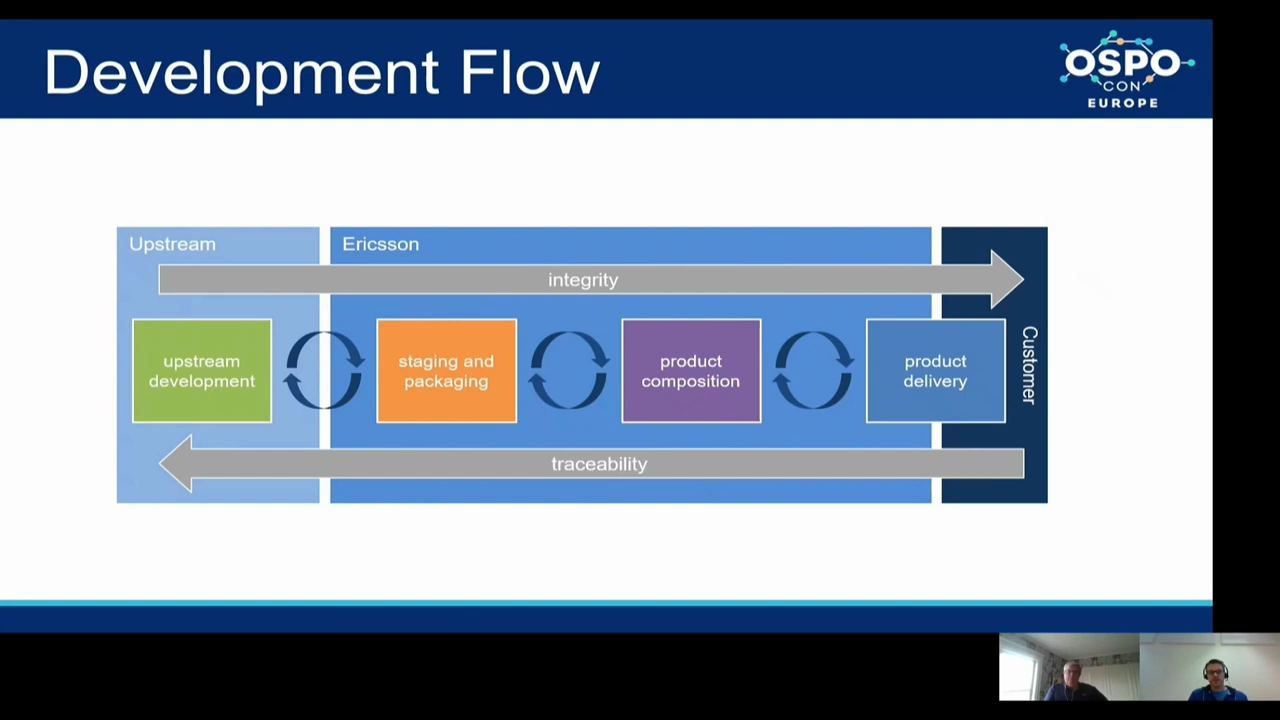 Development Flow
OSPO
CON
EUROPE
Upstream
Ericsson
integrity
upstream
development
staging and
packaging
product
composition
product
delivery
Customer
traceability